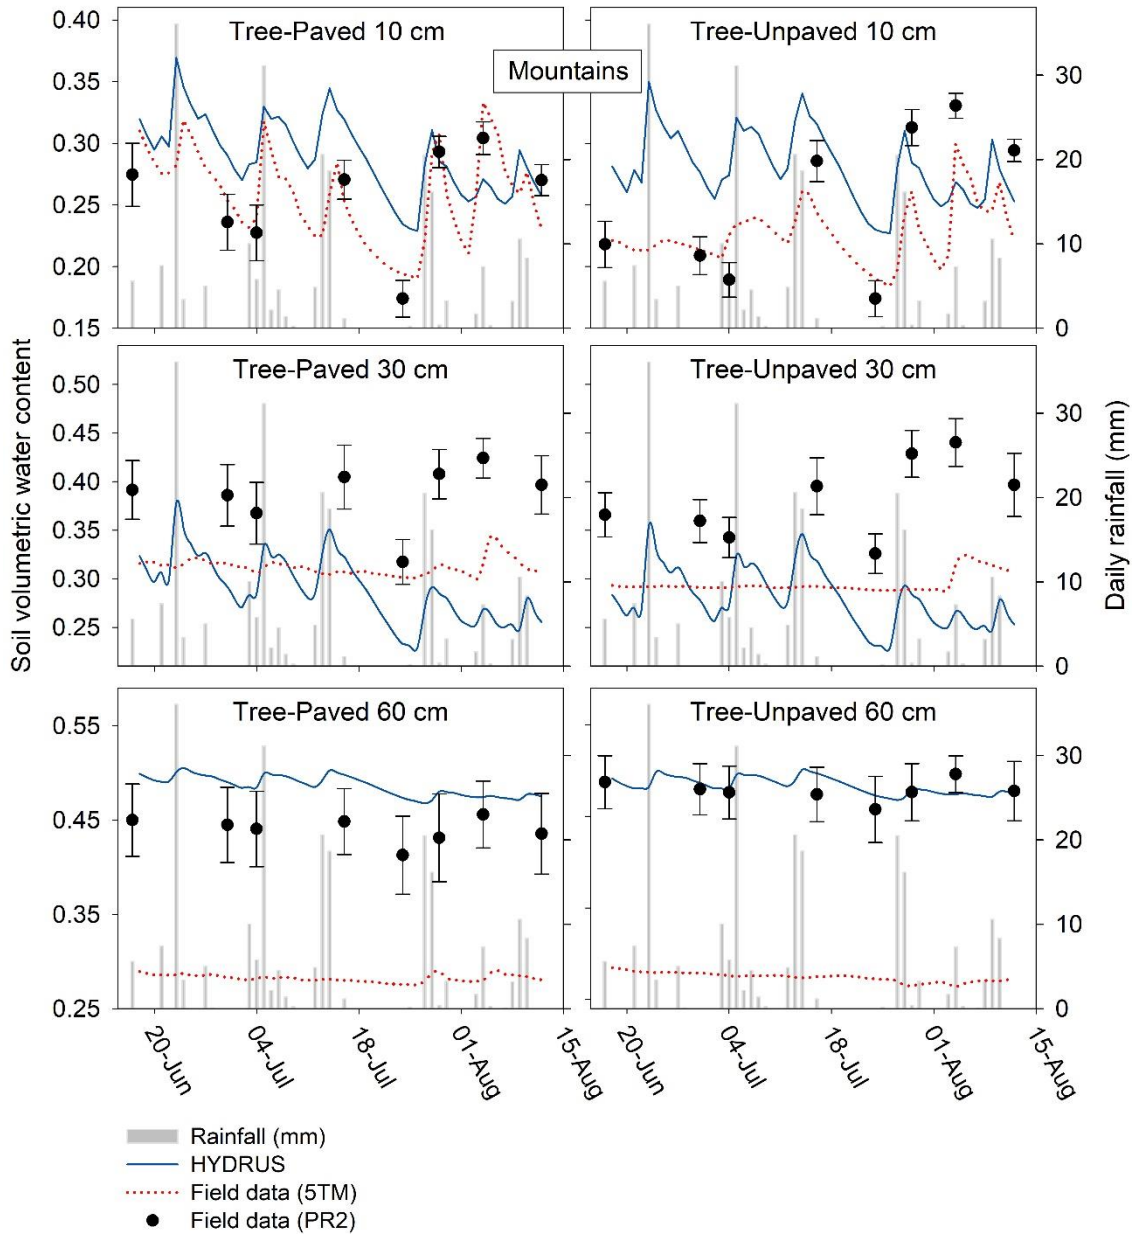 Mountains
Tree-Paved 10 cm
Tree-Unpaved 10 cm
0.40
0.35
0.30
0.25
0.20
0.15
30
20
10
0
Tree-Paved 30 cm
Tree-Unpaved 30 cm
0.50
0.45
0.40
0.35
0.30
0.25
30
20
10
0
Soil volumetric water content
Daily rainfall (mm)
Tree-Paved 60 cm
Tree-Unpaved 60 cm
0.55
0.45
0.35
0.25
30
20
10
0
20-Jun
04-Jul
18-Jul
01-Aug
15-Aug
20-Jun
04-Jul
18-Jul
01-Aug
15-Aug
Rainfall (mm)
HYDRUS
Field data (5TM)
Field data (PR2)